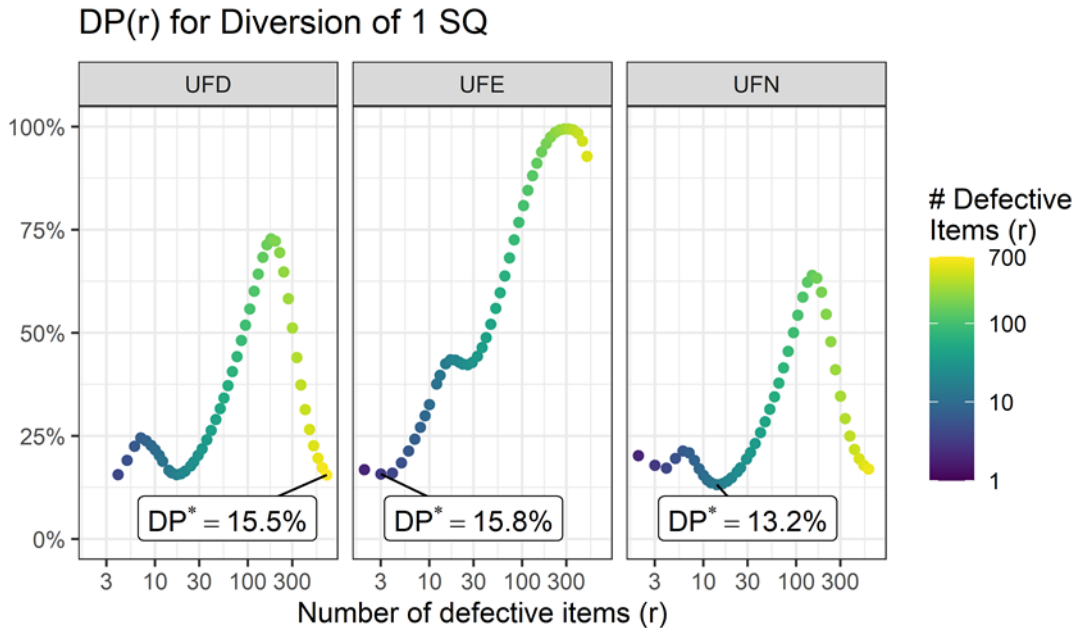 DP(r) for Diversion of 1 SQ
UFD
UFE
UFN
100%
75%
50%
25%
0%
DP* = 15.5%
DP* = 15.8%
DP* = 13.2%
3 10 30 100 300
3 10 30 100 300
3 10 30 100 300
Number of defective items (r)
# Defective
Items (r)
700
100
10
1